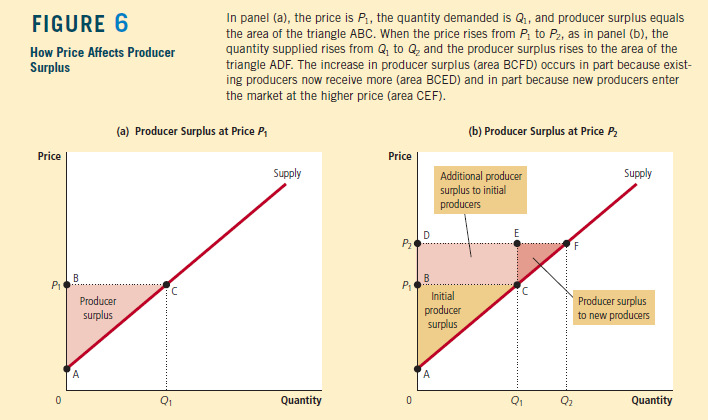 FIGURE 6
How Price Affects Producer
Surplus
In panel (a), the price is P1, the quantity demanded is Q1, and producer surplus equals
the area of the triangle ABC. When the price rises from P1 to P2, as in panel (b), the
quantity supplied rises from Q1 to Q2 and the producer surplus rises to the area of the
triangle ADF. The increase in producer surplus (area BCFD) occurs in part because exist-
ing producers now receive more (area BCED) and in part because new producers enter
the market at the higher price (area CEF).
(a) Producer Surplus at Price P1
Price
Supply
P1
B
C
Producer
surplus
A
0
Q1
Quantity
(b) Producer Surplus at Price P2
Price
Supply
Additional producer
surplus to initial
producers
P2
D
E
F
P1
B
C
Initial
producer
surplus
Producer surplus
to new producers
A
0
Q1
Q2
Quantity